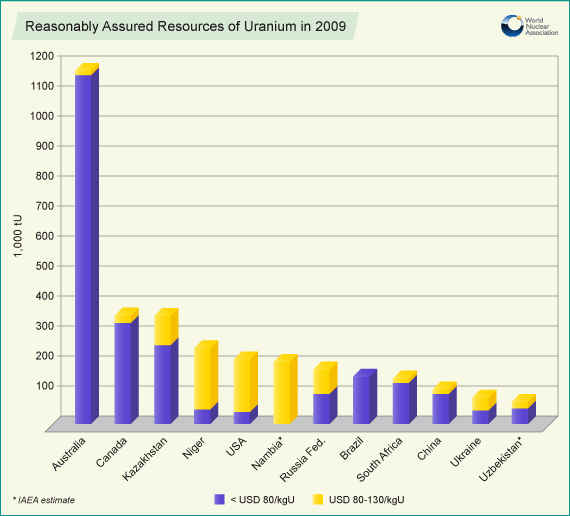 Reasonably Assured Resources of Uranium in 2009
World
Nuclear
Association
1200
1100
1000
900
800
700
600
500
400
300
200
100
1,000 tU
Australia
Canada
Kazakhstan
Niger
USA
Nambia*
Russia Fed.
Brazil
South Africa
China
Ukraine
Uzbekistan*
* IAEA estimate
< USD 80/kgU
USD 80-130/kgU